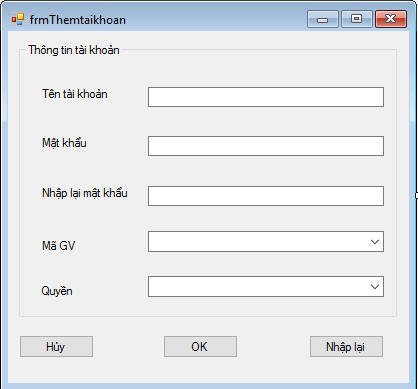 frmThemtaikhoan
Thông tin tài khoản
Tên tài khoản
Mật khẩu
Nhập lại mật khẩu
Mã GV
Quyền
Hủy
OK
Nhập lại